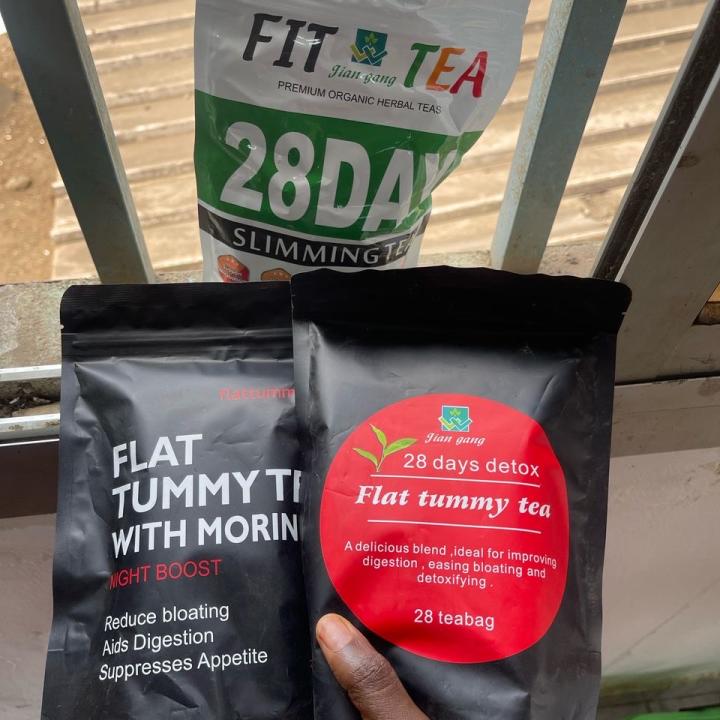 FIT TEA
Jian gang
PREMIUM ORGANIC HERBAL TEAS
28DAY
SLIMMING TE
flattumm
FLAT
TUMMY TE
WITH MORIN
NIGHT BOOST
Reduce bloating
Aids Digestion
Suppresses Appetite
Jian gang
28 days detox
Flat tummy tea
A delicious blend ,ideal for improving
digestion , easing bloating and
detoxifying .
28 teabag